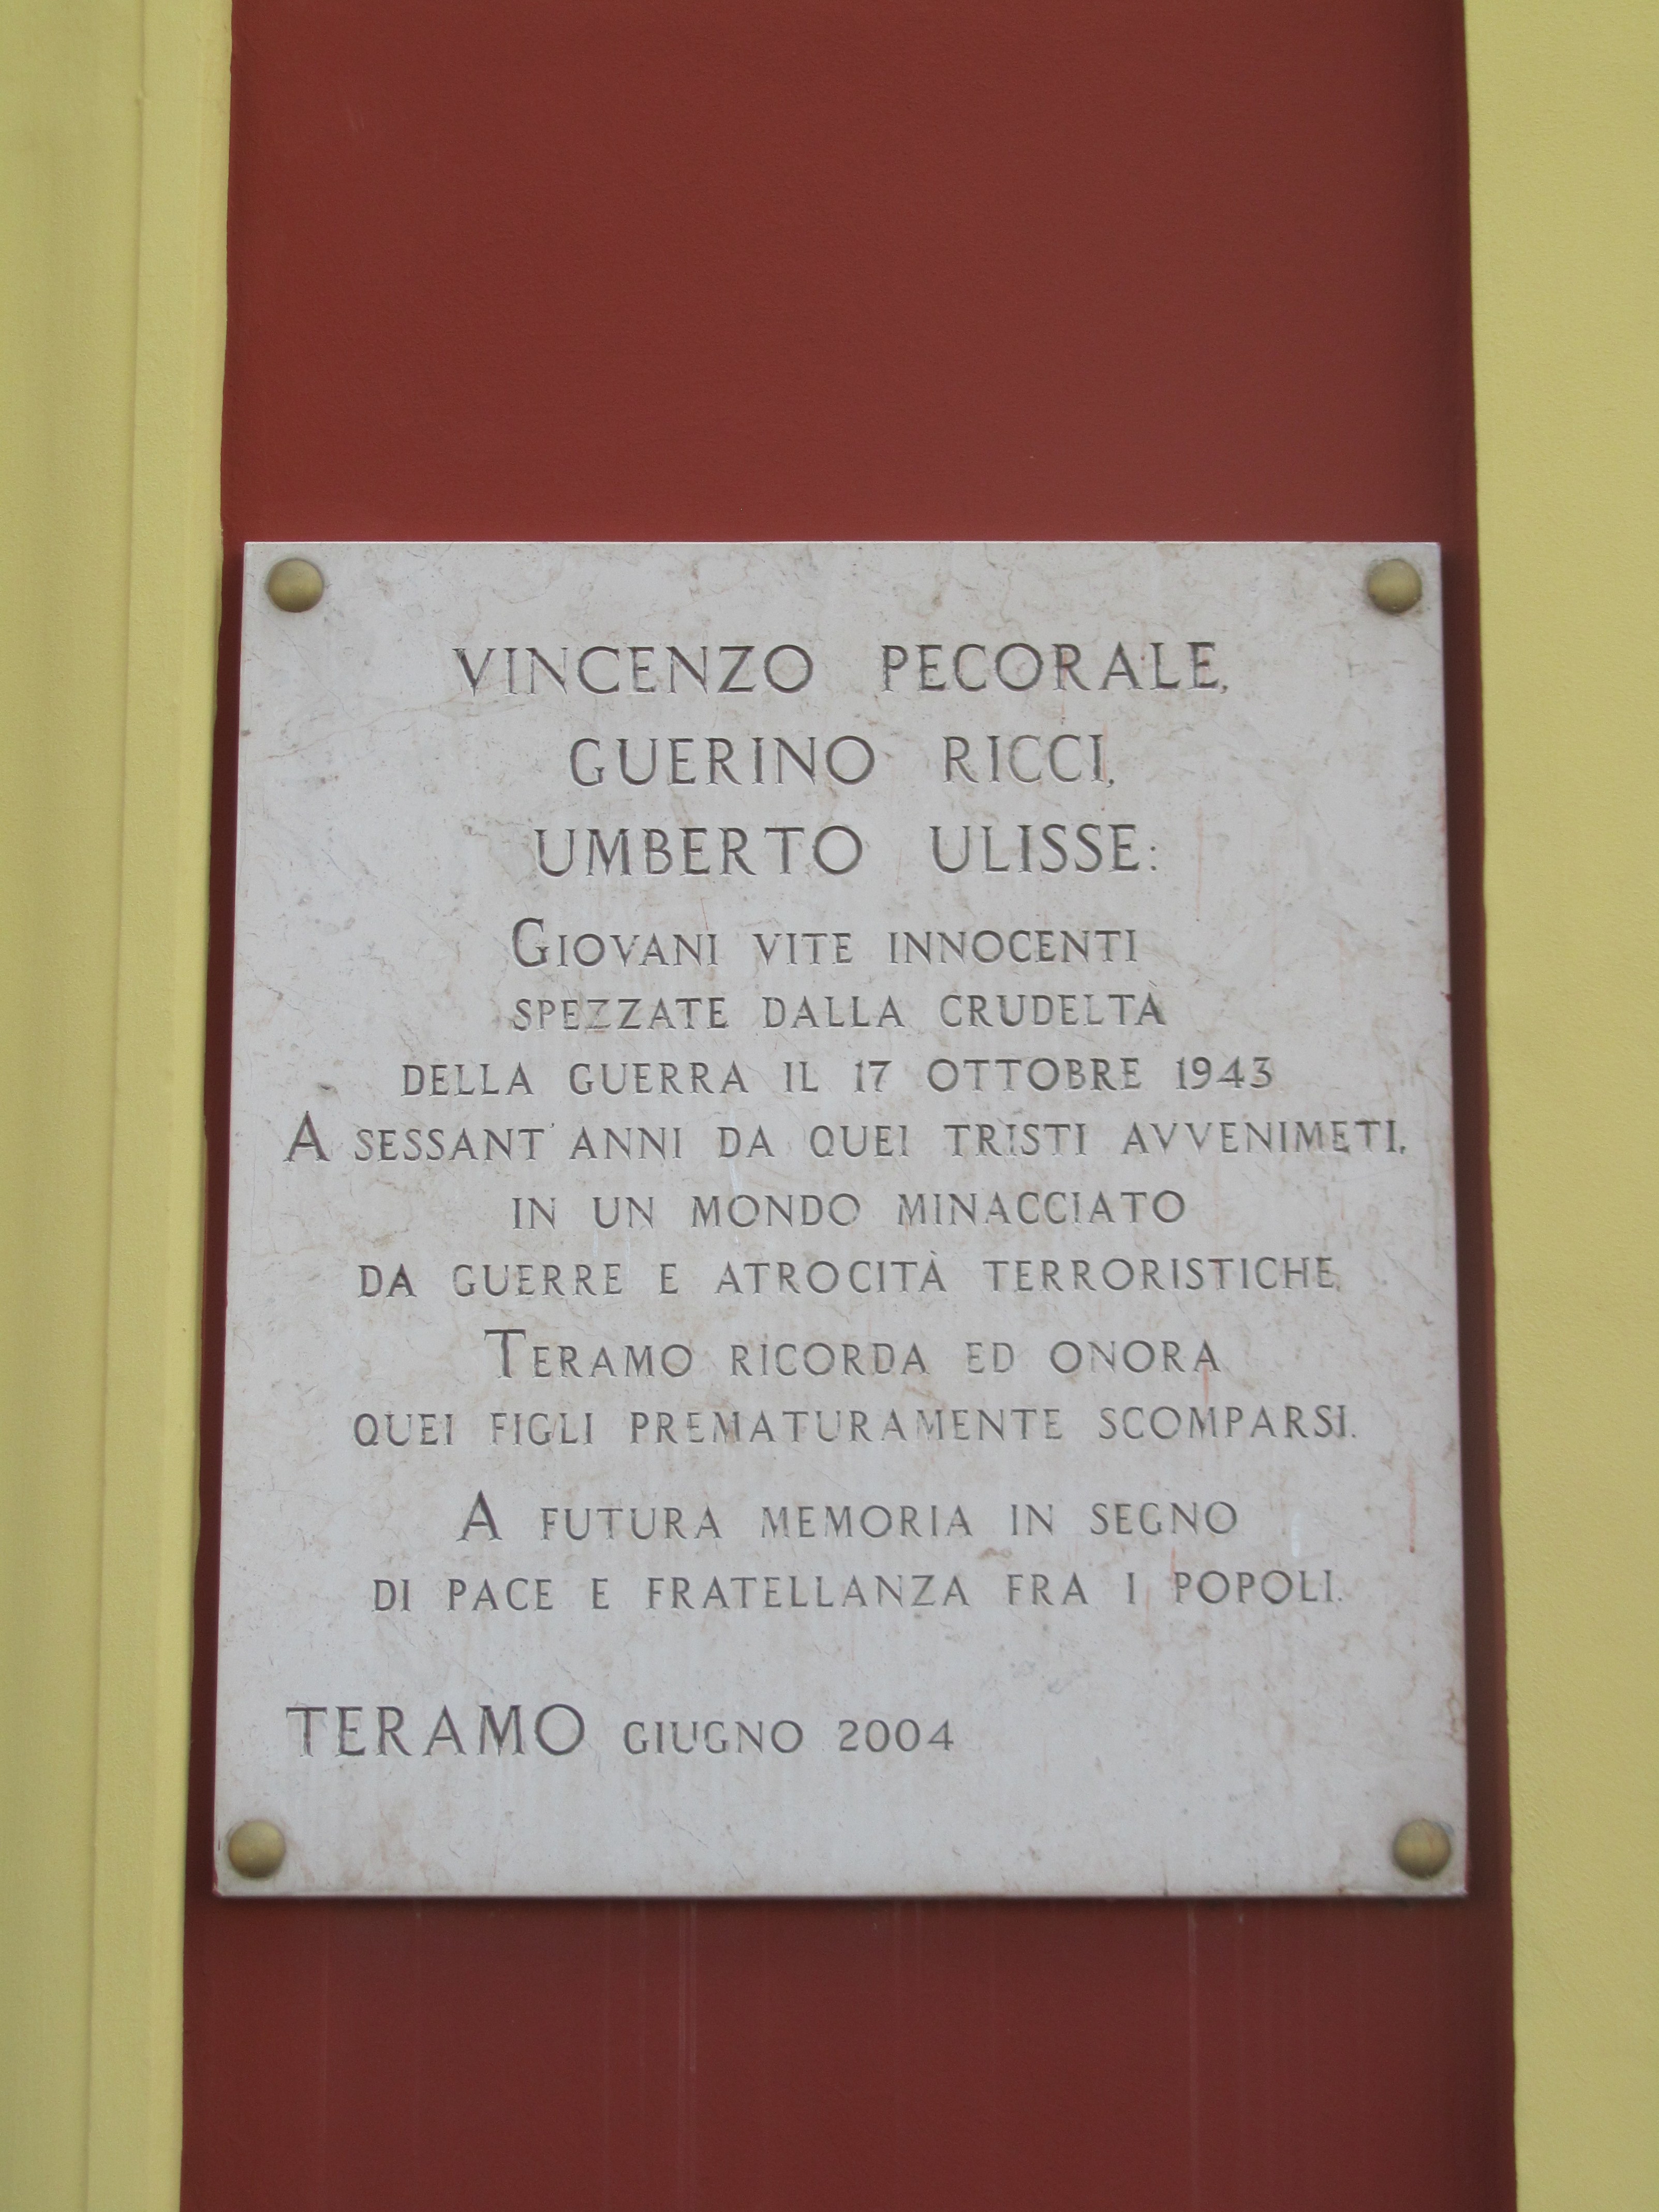 VINCENZO PECORALE,
GUERINO RICCI,
UMBERTO ULISSE:
GIOVANI VITE INNOCENTI
SPEZZATE DALLA CRUDELTÀ
DELLA GUERRA IL 17 OTTOBRE 1943
A SESSANT'ANNI DA QUEI TRISTI AVVENIMETI,
IN UN MONDO MINACCIATO
DA GUERRE E ATROCITÀ TERRORISTICHE,
TERAMO RICORDA ED ONORA
QUEI FIGLI PREMATURAMENTE SCOMPARSI.
A FUTURA MEMORIA IN SEGNO
DI PACE E FRATELLANZA FRA I POPOLI.
TERAMO GIUGNO 2004